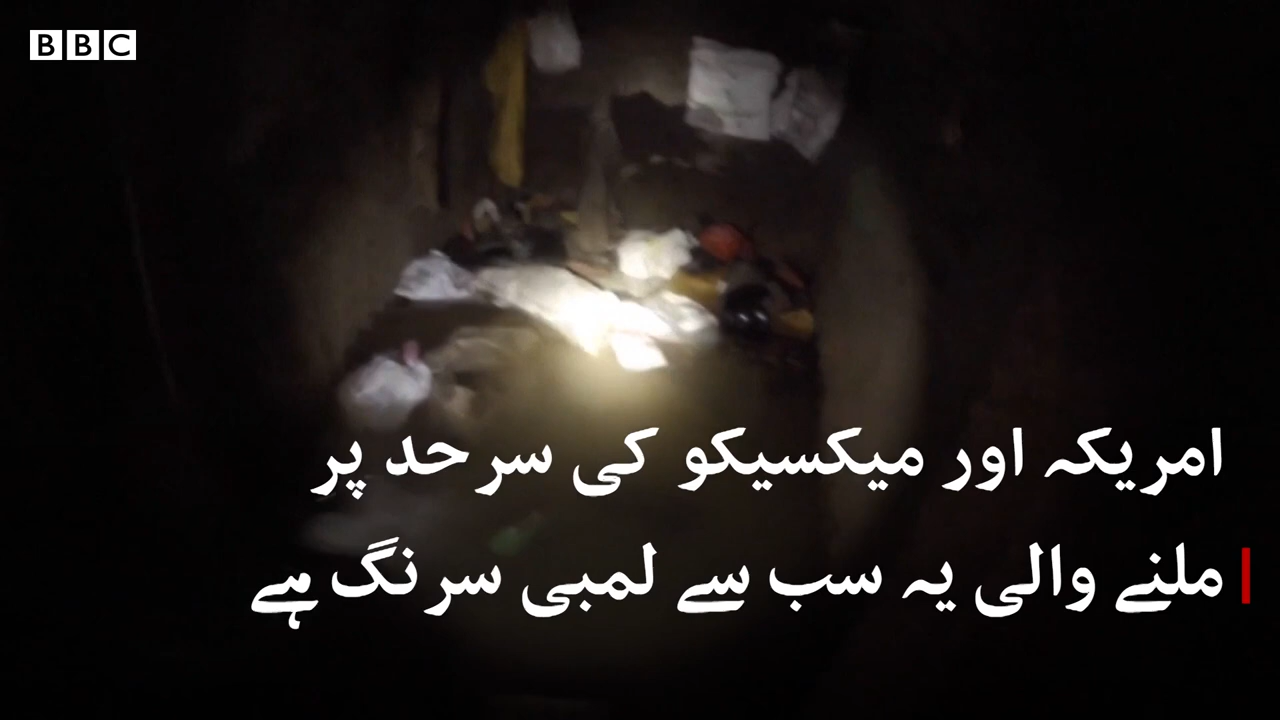 BBC
امریکہ اور میکسیکو کی سرحد پر
ملنے والی یہ سب سے لمبی سرنگ ہے